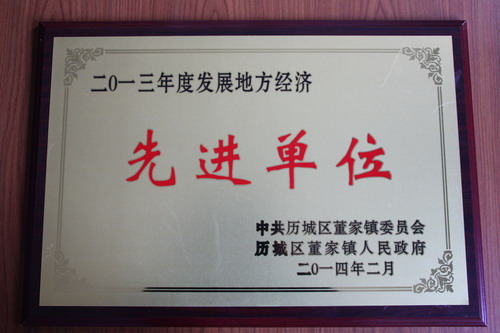 二〇一三年度发展地方经济
先进单位
中共历城区董家镇委员会
历城区董家镇人民政府
二〇一四年二月